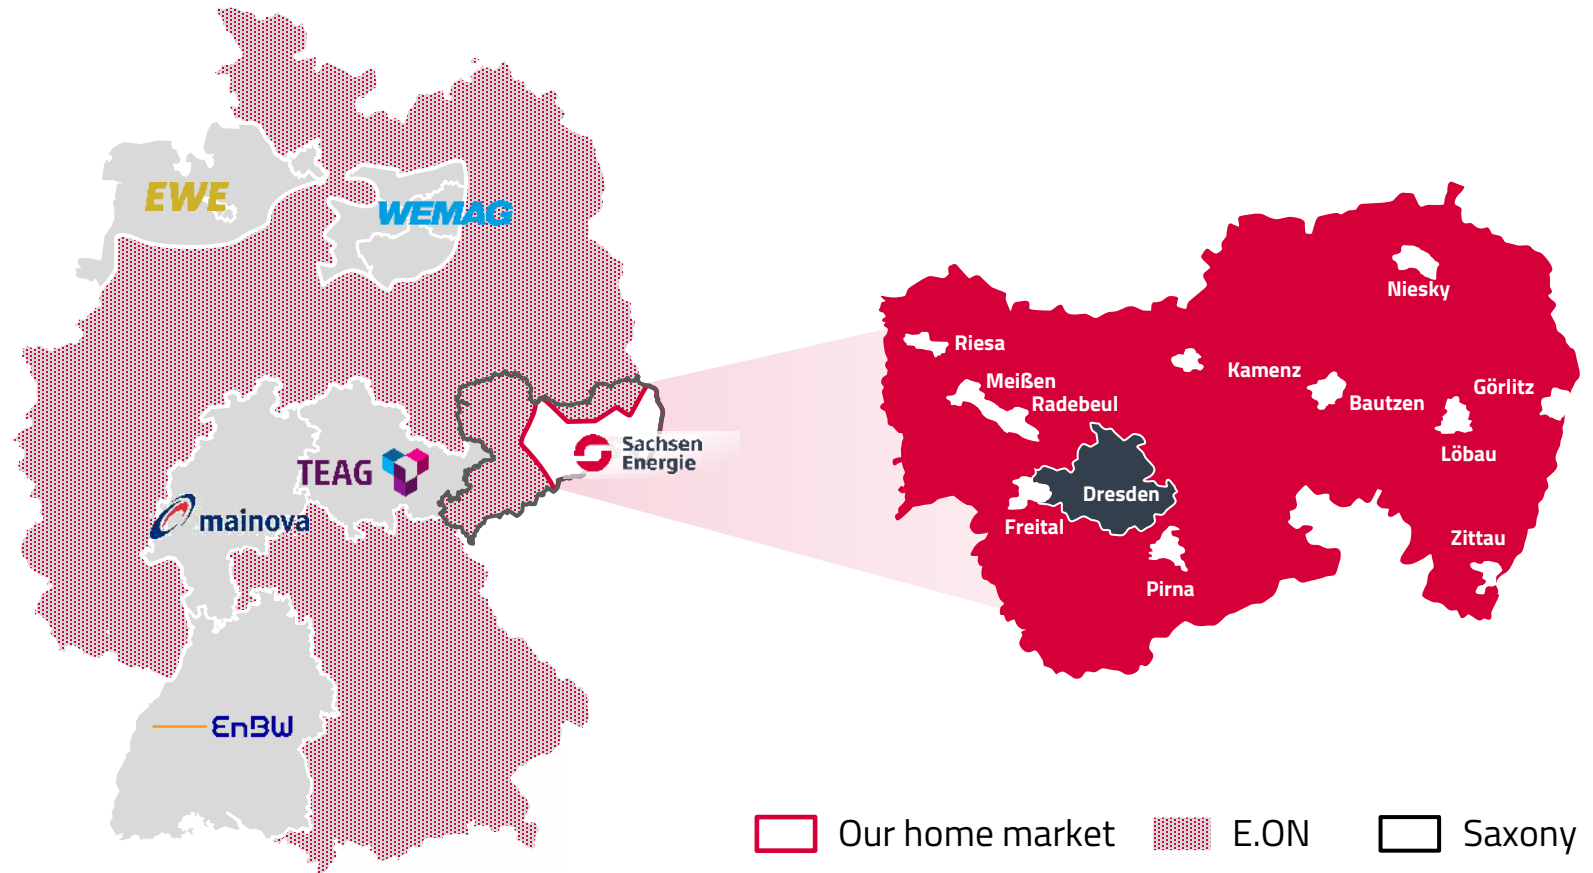 EWE
WEMAG
TEAG
mainova
Sachsen
Energie
EnBW
Niesky
Riesa
Kamenz
Meißen
Radebeul
Görlitz
Bautzen
Löbau
Dresden
Freital
Zittau
Pirna
Our home market
E.ON
Saxony